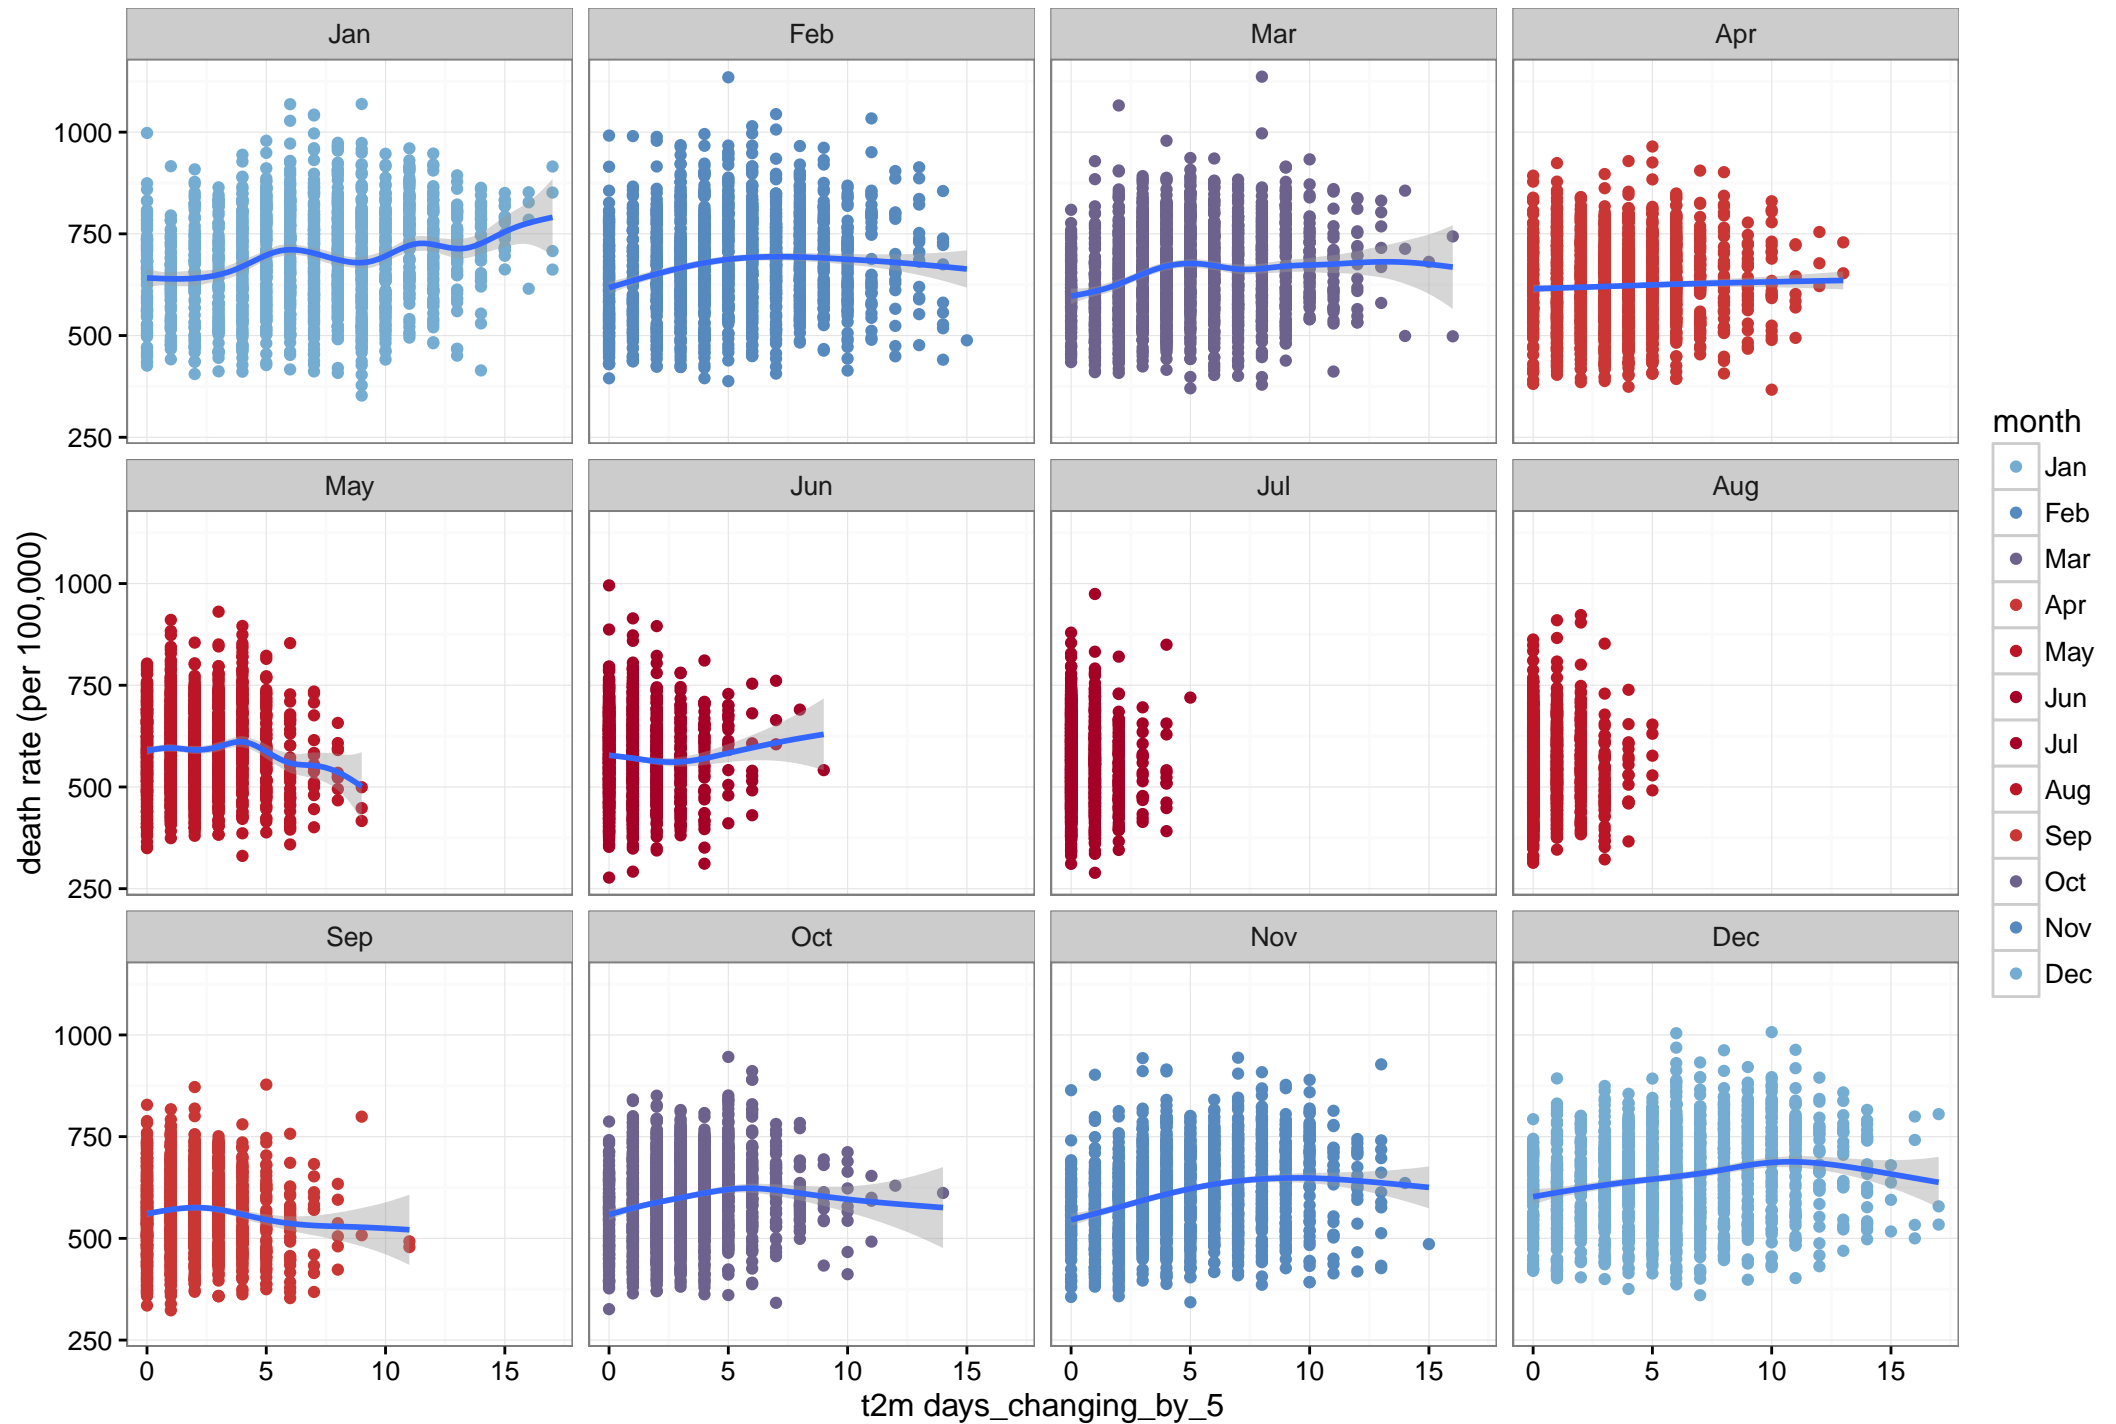 Jan Feb Mar Apr
1000
750
500
250
May Jun Jul Aug
1000
750
500
250
Sep Oct Nov Dec
1000
750
500
250
0 5 10 15 0 5 10 15 0 5 10 15 0 5 10 15
t2m days_changing_by_5
death rate (per 100,000)
month
Jan
Feb
Mar
Apr
May
Jun
Jul
Aug
Sep
Oct
Nov
Dec